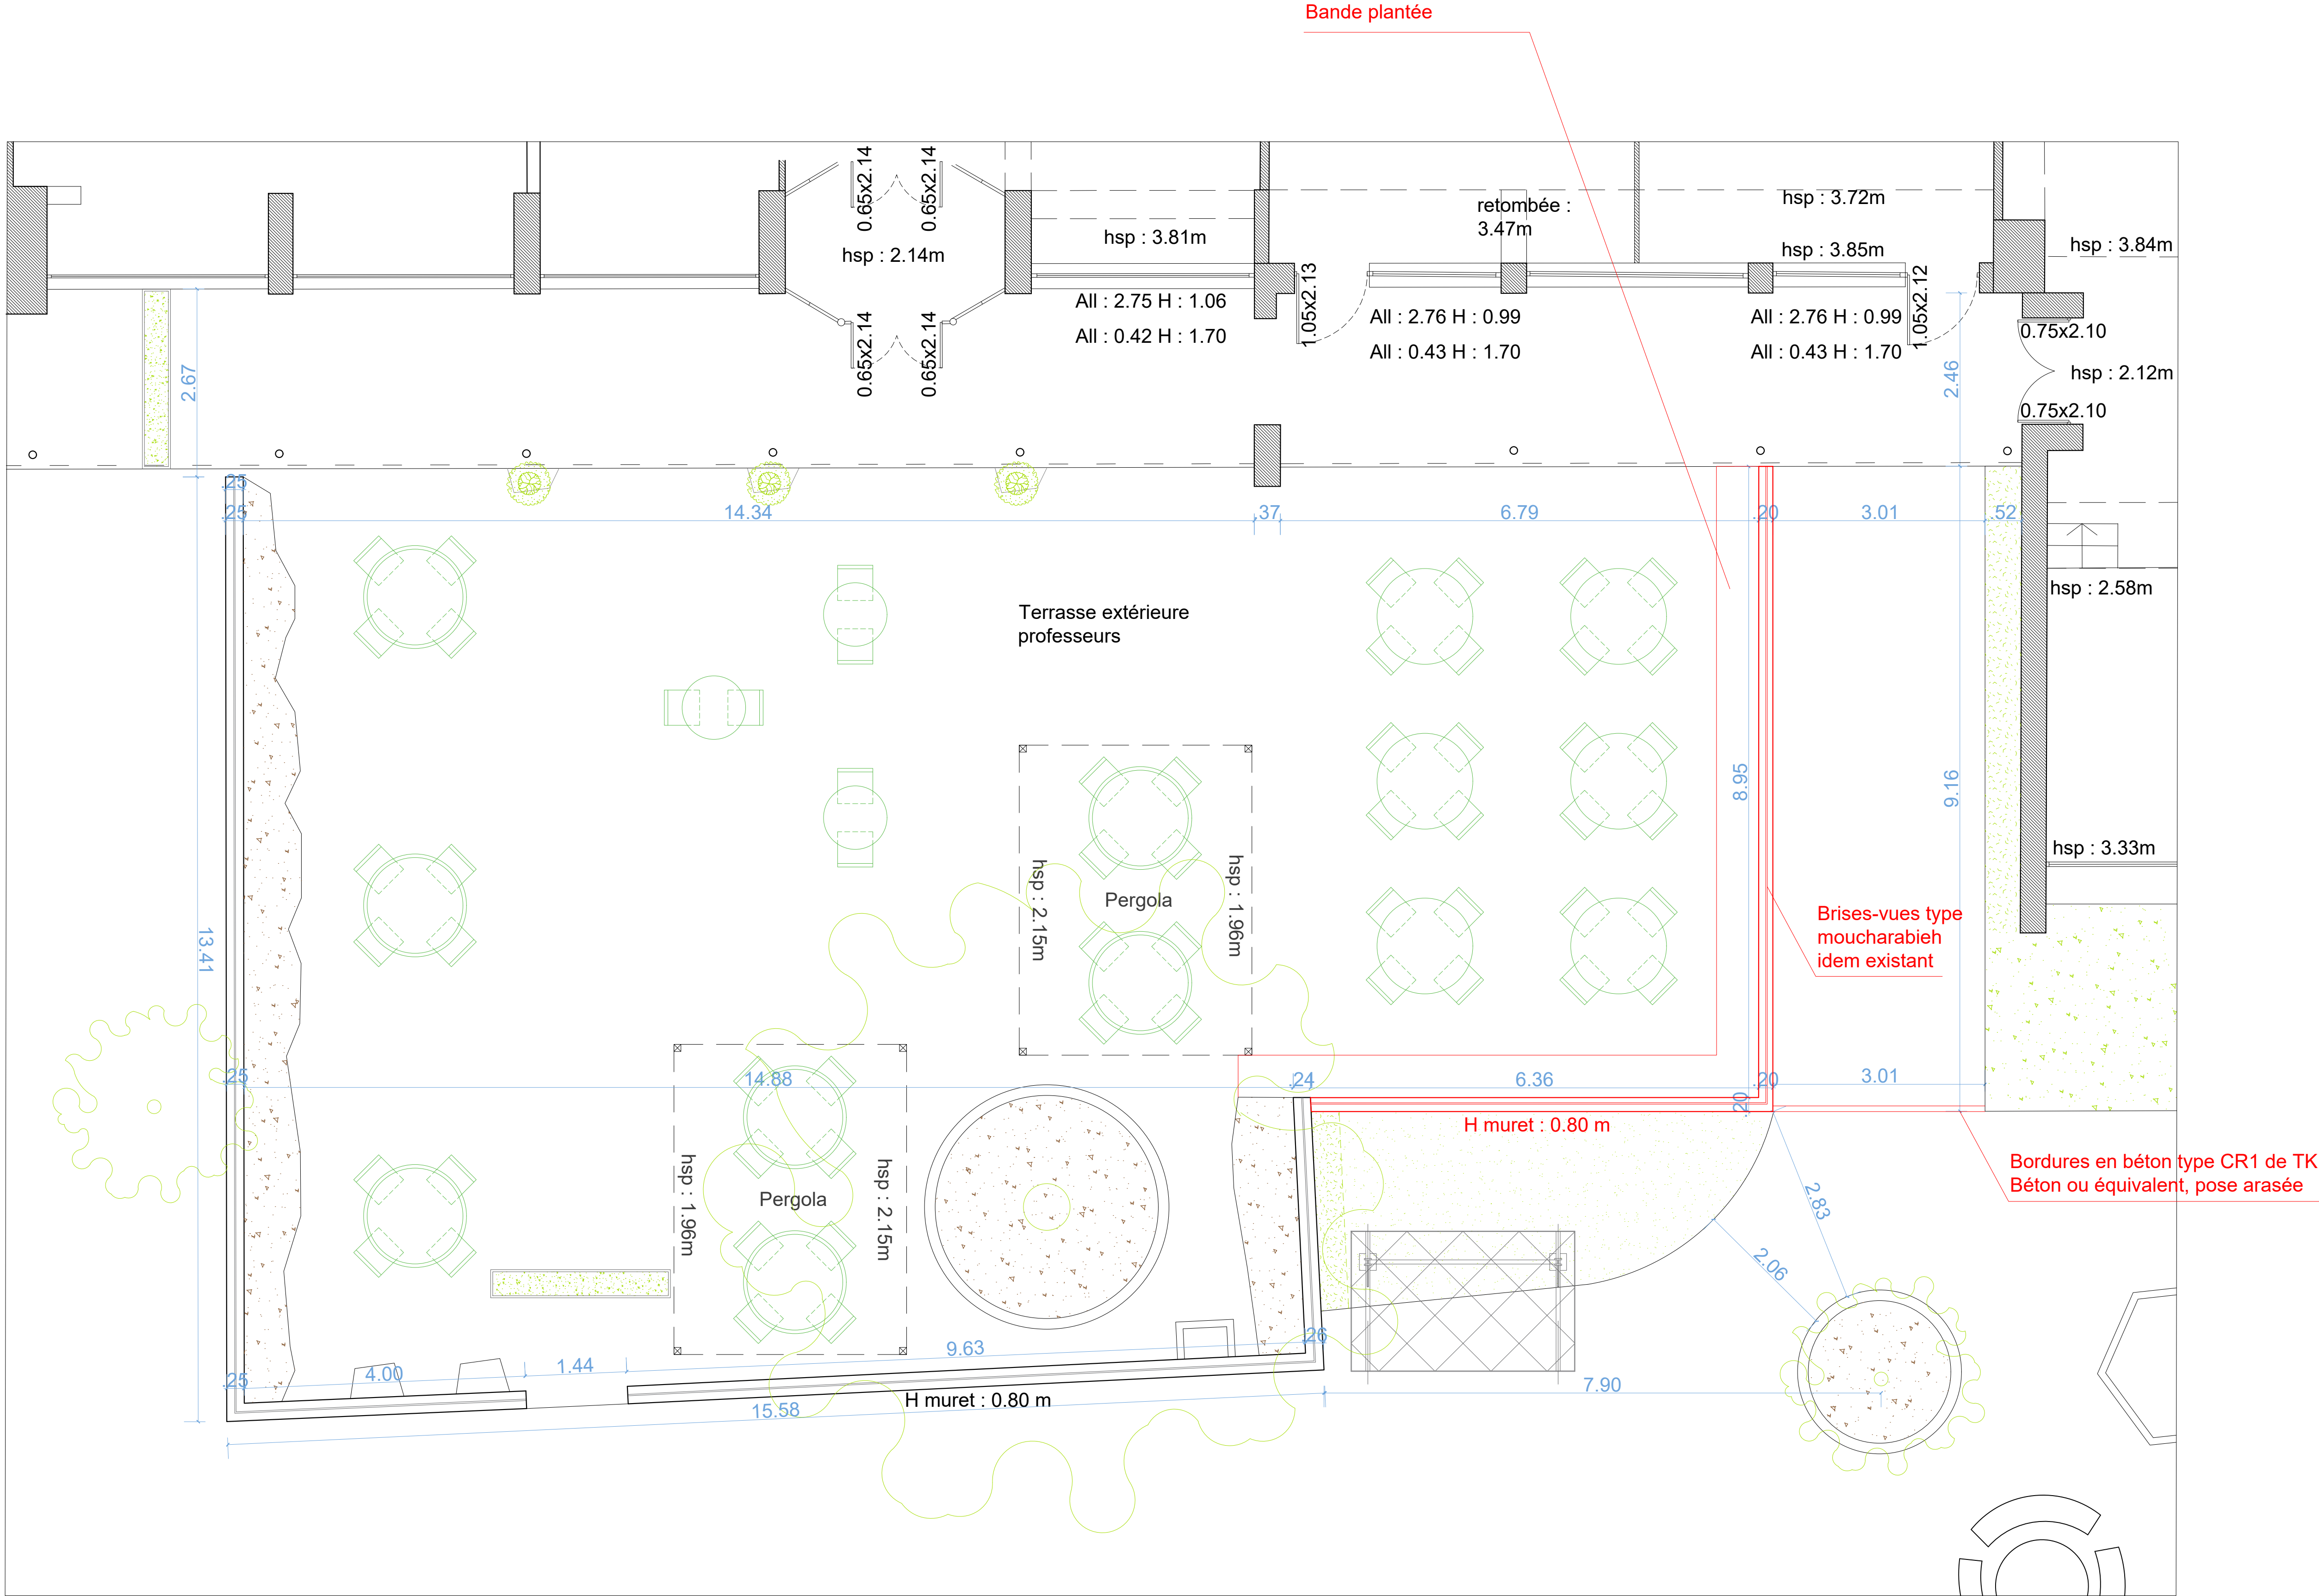 Bande plantée
0.65x2.14
0.65x2.14
hsp : 2.14m
0.65x2.14
0.65x2.14
hsp : 3.81m
All : 2.75 H : 1.06
All : 0.42 H : 1.70
1.05x2.13
retombée :
3.47m
All : 2.76 H : 0.99
All : 0.43 H : 1.70
hsp : 3.72m
hsp : 3.85m
All : 2.76 H : 0.99
All : 0.43 H : 1.70
1.05x2.12
hsp : 3.84m
0.75x2.10
hsp : 2.12m
0.75x2.10
2.67
2.46
.25
.25
14.34
.37
6.79
.20
3.01
.52
hsp : 2.58m
Terrasse extérieure
professeurs
8.95
9.16
hsp : 3.33m
hsp : 2.15m
Pergola
hsp : 1.96m
Brises-vues type
moucharabieh
idem existant
13.41
.25
14.88
.24
6.36
.20
3.01
.20
H muret : 0.80 m
Bordures en béton type CR1 de TK
Béton ou équivalent, pose arasée
hsp : 1.96m
Pergola
hsp : 2.15m
2.83
2.06
.25
4.00
1.44
9.63
.26
15.58
H muret : 0.80 m
7.90